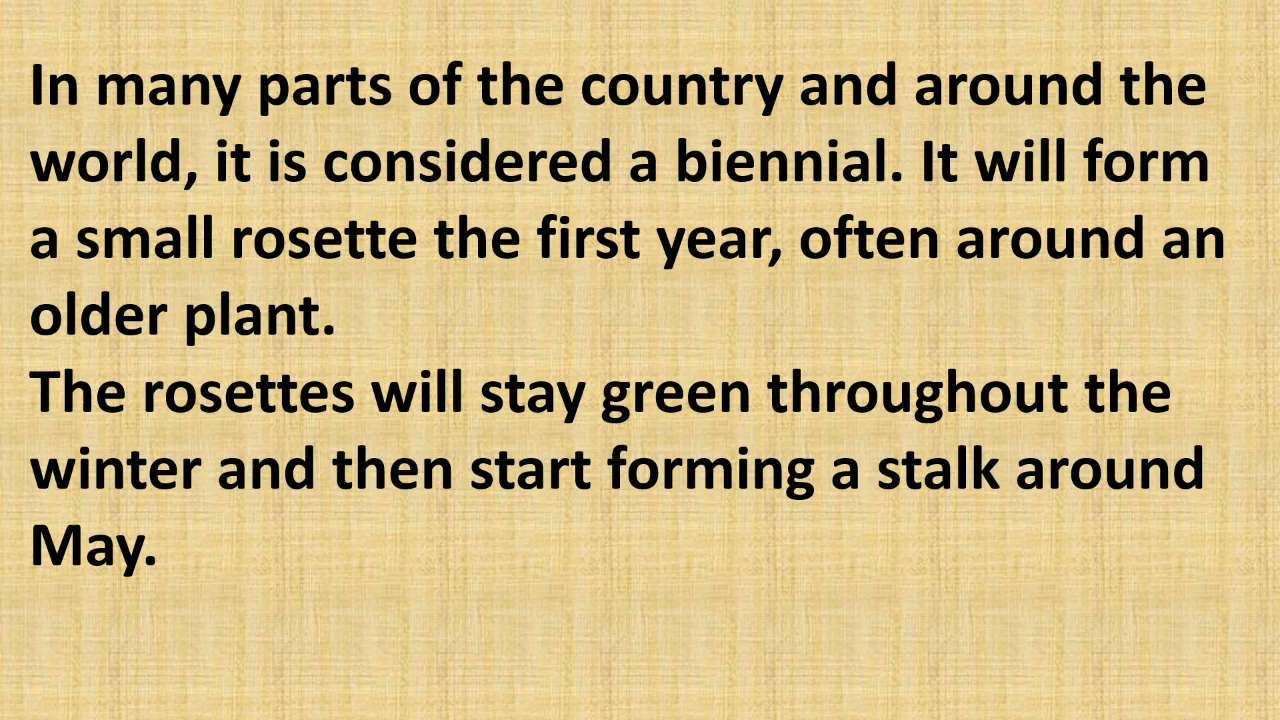 In many parts of the country and around the
world, it is considered a biennial. It will form
a small rosette the first year, often around an
older plant.
The rosettes will stay green throughout the
winter and then start forming a stalk around
May.